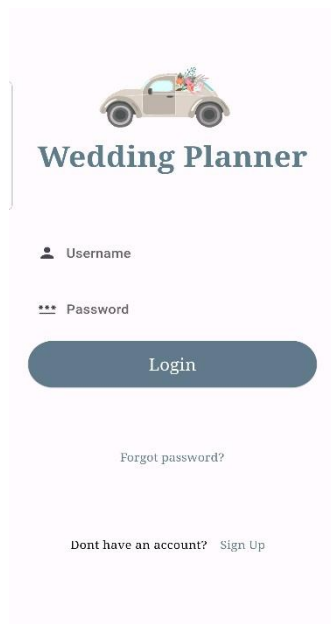 Wedding Planner
Username
Password
Login
Forgot password?
Dont have an account? Sign Up